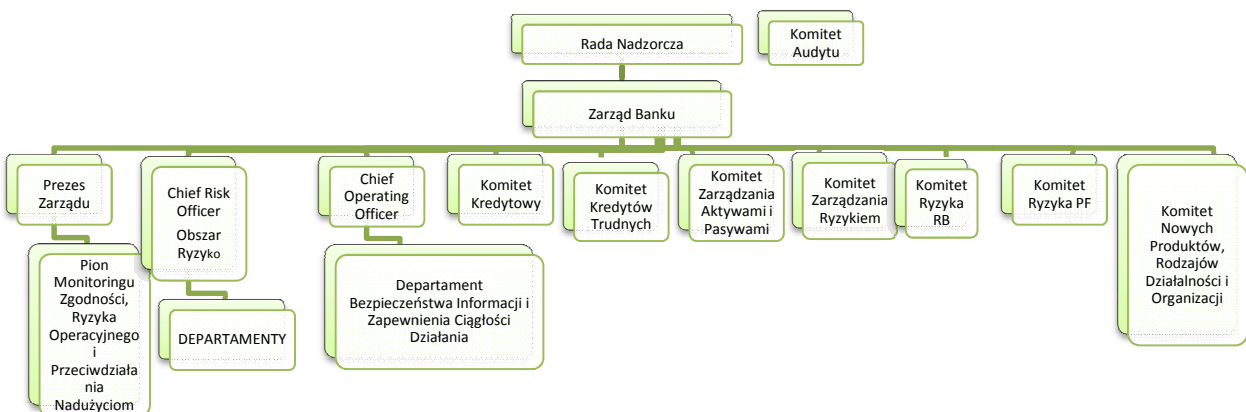 Rada Nadzorcza
Komitet
Audytu
Zarząd Banku
Prezes
Zarządu
Chief Risk
Officer
Obszar
Ryzyko
Chief
Operating
Officer
Komitet
Kredytowy
Komitet
Kredytów
Trudnych
Komitet
Zarządzania
Aktywami i
Pasywami
Komitet
Zarządzania
Ryzykiem
Komitet
Ryzyka
RB
Komitet
Ryzyka PF
Komitet
Nowych
Produktów,
Rodzajów
Działalności i
Organizacji
Pion
Monitoringu
Zgodności,
Ryzyka
Operacyjnego
i
Przeciwdziała
nia
Nadużyciom
DEPARTAMENTY
Departament
Bezpieczeństwa Informacji i
Zapewnienia Ciągłości
Działania